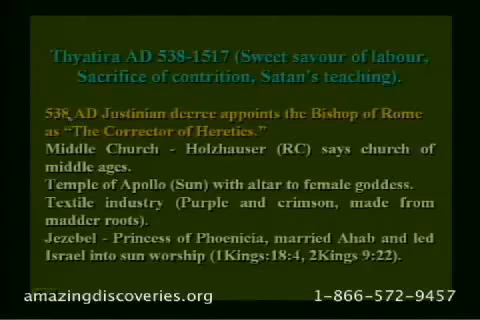 Thyatira AD 538-1517 (Sweet savour of labour,
Sacrifice of contrition, Satan's teaching).
538 AD Justinian decree appoints the Bishop of Rome
as "The Corrector of Heretics."
Middle Church - Holzhauser (RC) says church of
middle ages.
Temple of Apollo (Sun) with altar to female goddess.
Textile industry (Purple and crimson, made from
madder roots).
Jezebel - Princess of Phoenicia, married Ahab and led
Israel into sun worship (1Kings:18:4, 2Kings 9:22).
amazingdiscoveries.org 1-866-572-9457